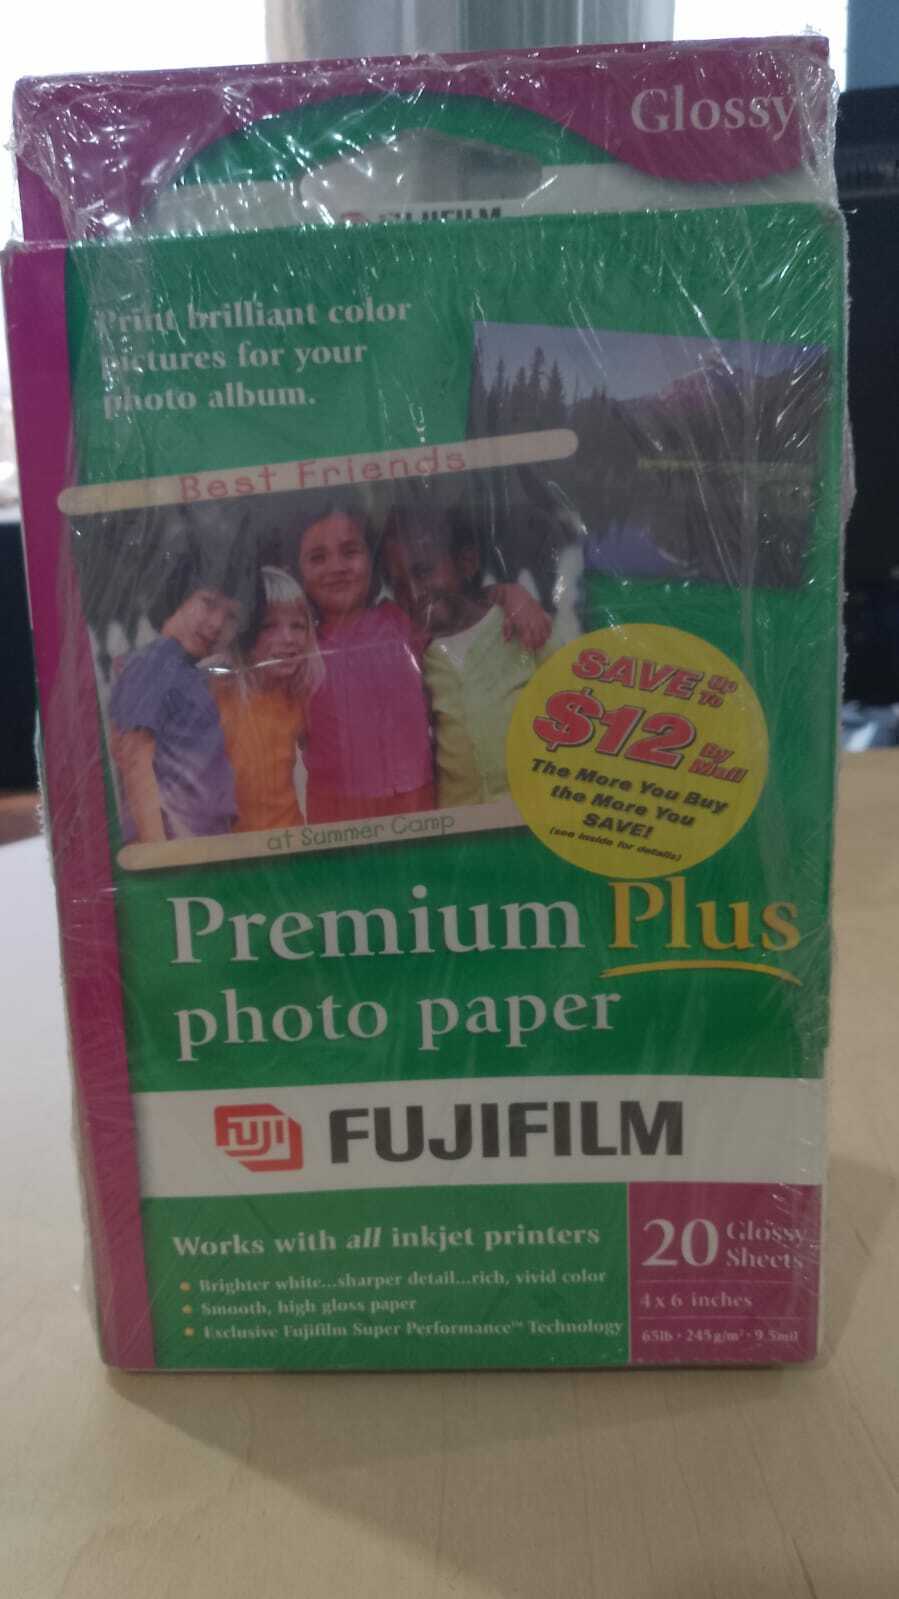 Glossy
FUJIFILM
Print brilliant color
pictures for your
photo album.
Best Friends
at Summer Camp
SAVE UP TO
$12 By Mail
The More You Buy
the More You
SAVE!
(see inside for details)
Premium Plus
photo paper
FUJI FUJIFILM
Works with all inkjet printers
• Brighter white...sharper detail...rich, vivid color
• Smooth, high gloss paper
• Exclusive Fujifilm Super Performance™ Technology
20 Glossy Sheets
4 x 6 inches
65lb • 245g/m² • 9.5mil